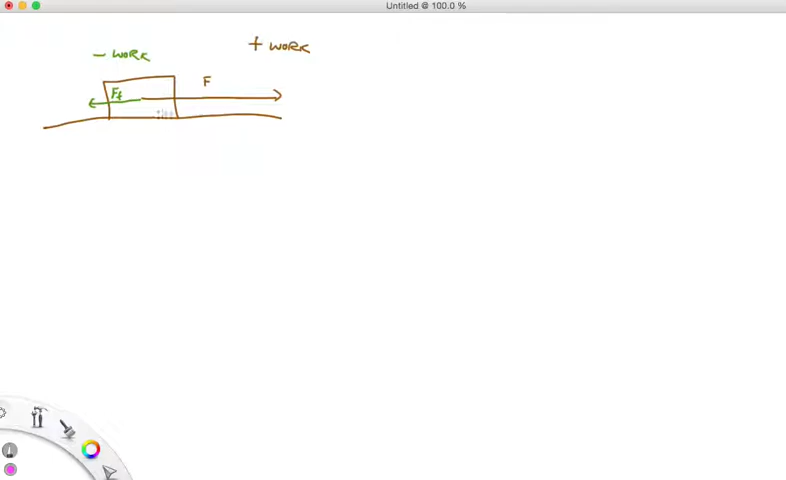 Untitled @ 100.0 %
+ WORK
- WORK
F
Ff